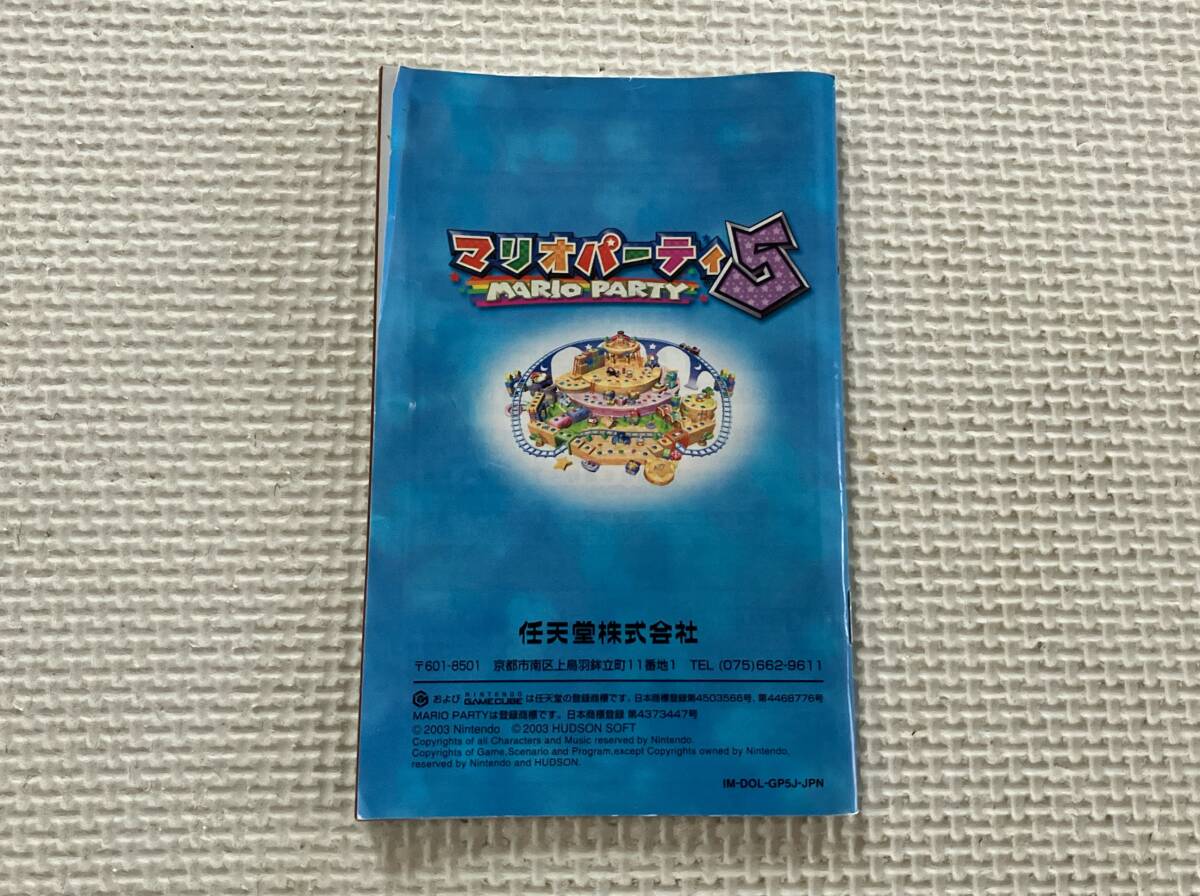 マリオパーティ5
MARIO PARTY
任天堂株式会社
〒601-8501 京都市南区上鳥羽鉾立町11番地1 TEL (075)662-9611
および NINTENDO GAMECUBE は任天堂の登録商標です。日本商標登録第4503566号、第4468776号
MARIO PARTYは登録商標です。日本商標登録 第4373447号
© 2003 Nintendo © 2003 HUDSON SOFT
Copyrights of all Characters and Music reserved by Nintendo.
Copyrights of Game,Scenario and Program,except Copyrights owned by Nintendo,
reserved by Nintendo and HUDSON.
IM-DOL-GP5J-JPN